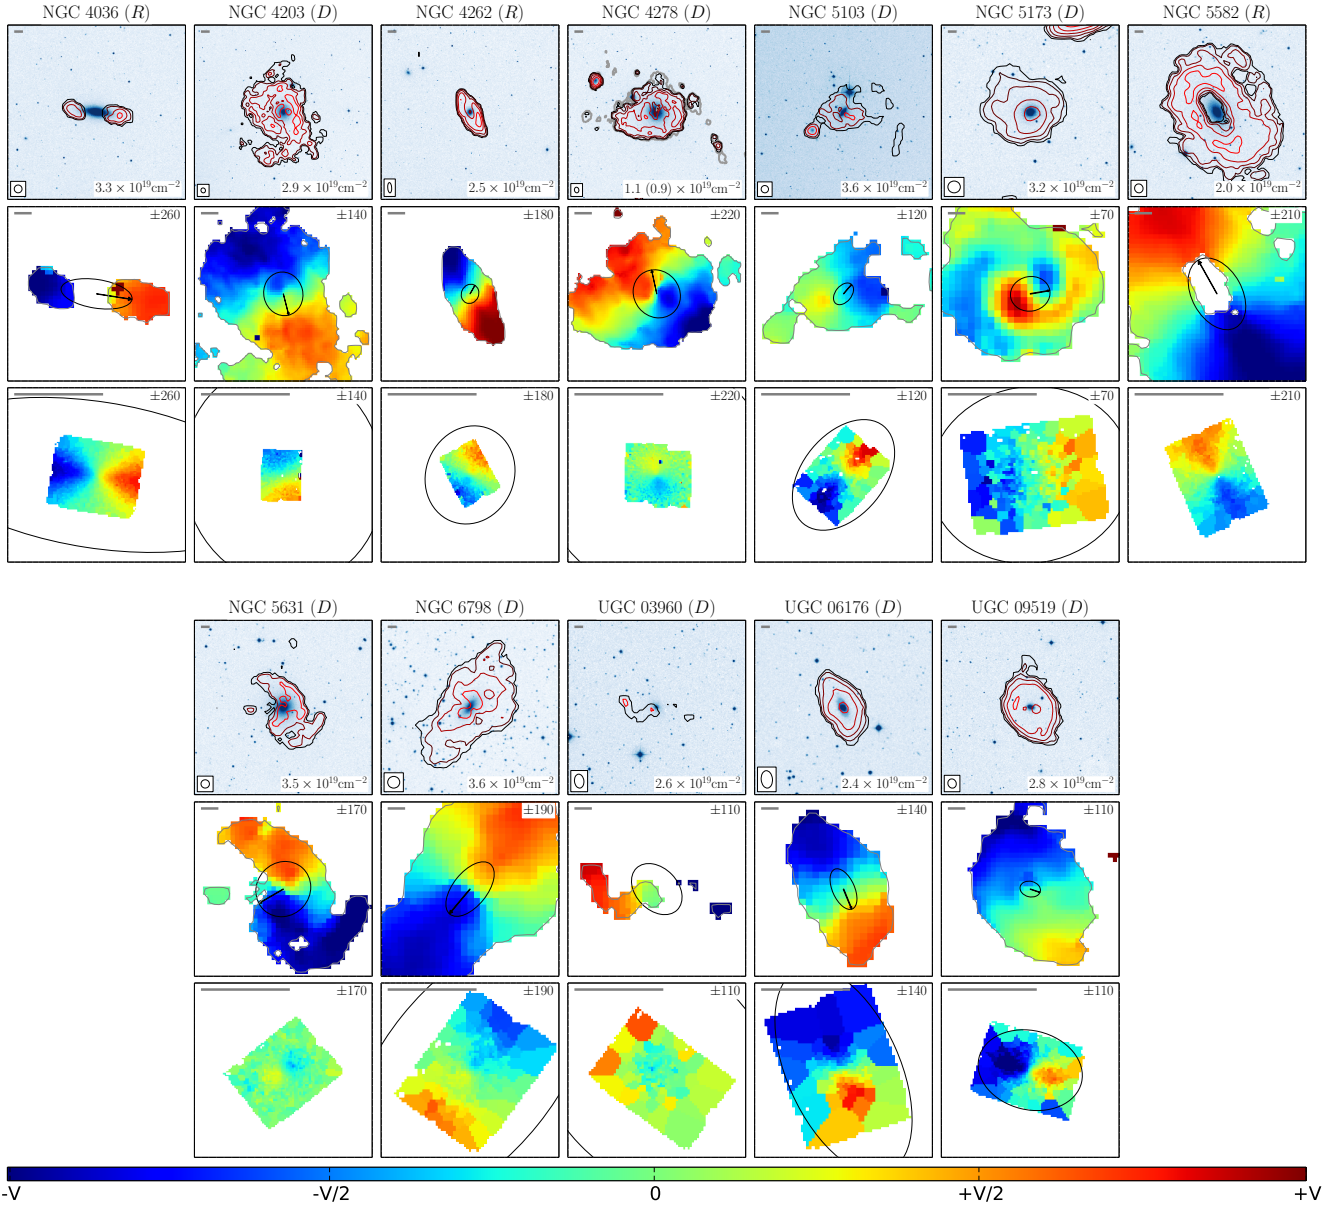 NGC 4036 (R) NGC 4203 (D) NGC 4262 (R) NGC 4278 (D) NGC 5103 (D) NGC 5173 (D) NGC 5582 (R)
3.3 × 10¹⁹cm⁻² 2.9 × 10¹⁹cm⁻² 2.5 × 10¹⁹cm⁻² 1.1 (0.9) × 10¹⁹cm⁻² 3.6 × 10¹⁹cm⁻² 3.2 × 10¹⁹cm⁻² 2.0 × 10¹⁹cm⁻²
±260 ±140 ±180 ±220 ±120 ±70 ±210
±260 ±140 ±180 ±220 ±120 ±70 ±210
NGC 5631 (D) NGC 6798 (D) UGC 03960 (D) UGC 06176 (D) UGC 09519 (D)
3.5 × 10¹⁹cm⁻² 3.6 × 10¹⁹cm⁻² 2.6 × 10¹⁹cm⁻² 2.4 × 10¹⁹cm⁻² 2.8 × 10¹⁹cm⁻²
±170 ±190 ±110 ±140 ±110
±170 ±190 ±110 ±140 ±110
-V -V/2 0 +V/2 +V